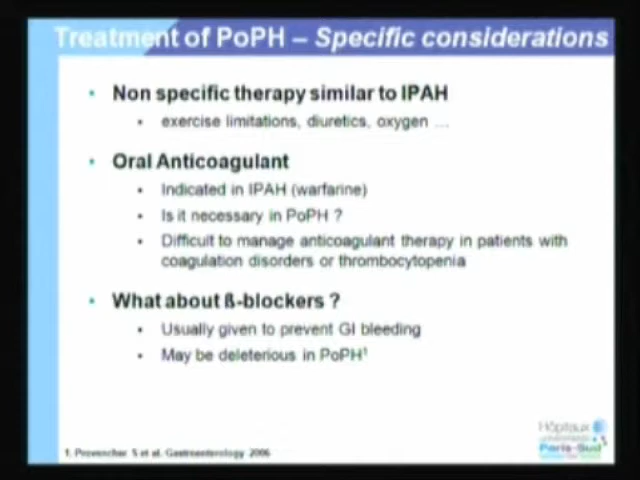 Treatment of PoPH – Specific considerations
• Non specific therapy similar to IPAH
• exercise limitations, diuretics, oxygen ...
• Oral Anticoagulant
• Indicated in IPAH (warfarine)
• Is it necessary in PoPH ?
• Difficult to manage anticoagulant therapy in patients with
coagulation disorders or thrombocytopenia
• What about ß-blockers ?
• Usually given to prevent GI bleeding
• May be deleterious in PoPH¹
Hôpitaux
Paris-Sud
1. Provencher S et al. Gastroenterology 2006